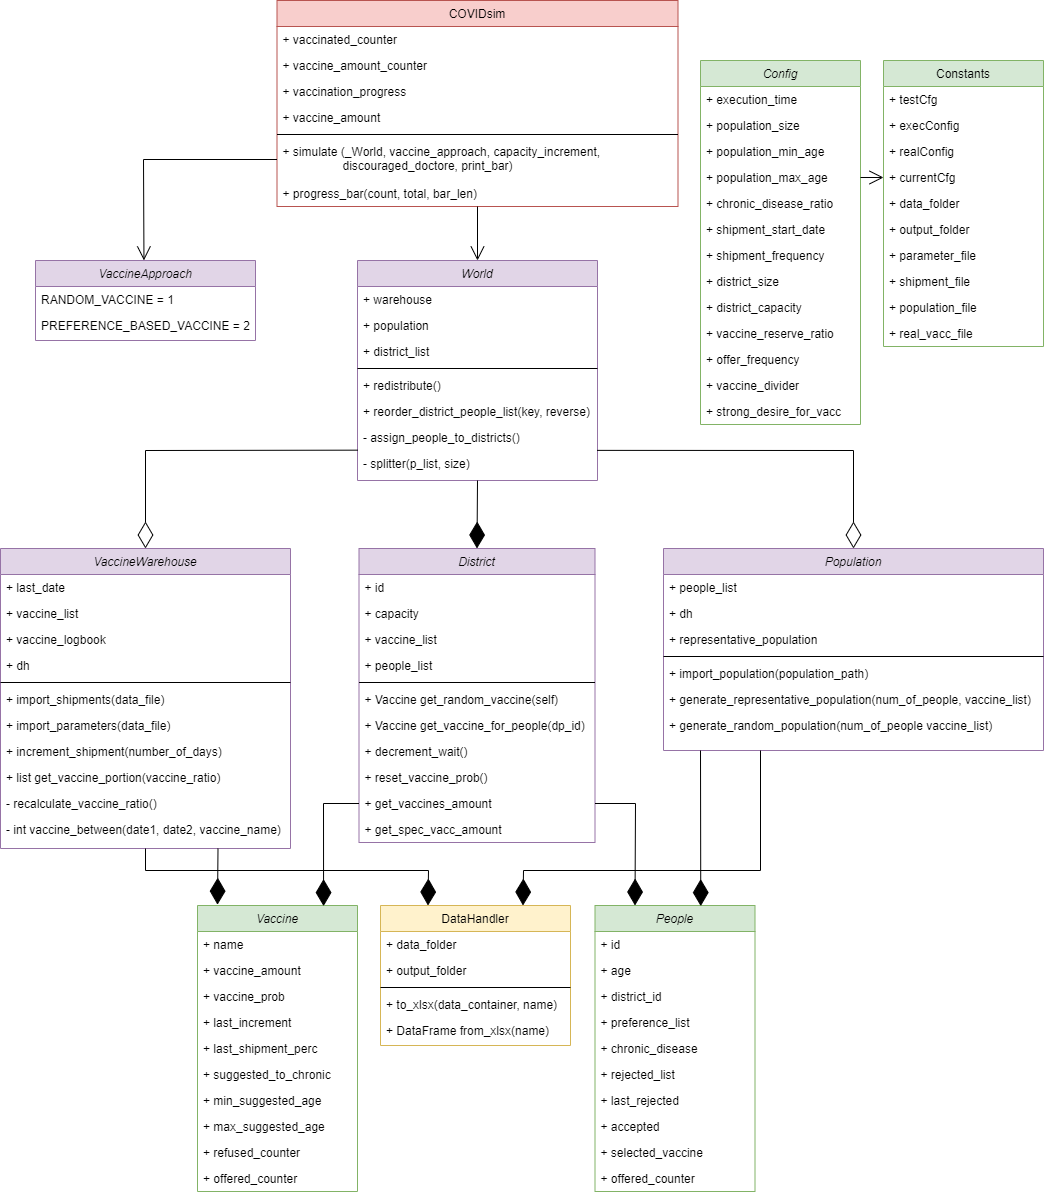 COVIDsim
+ vaccinated_counter
+ vaccine_amount_counter
+ vaccination_progress
+ vaccine_amount
+ simulate (_World, vaccine_approach, capacity_increment,
discouraged_doctore, print_bar)
+ progress_bar(count, total, bar_len)
Config
+ execution_time
+ population_size
+ population_min_age
+ population_max_age
+ chronic_disease_ratio
+ shipment_start_date
+ shipment_frequency
+ district_size
+ district_capacity
+ vaccine_reserve_ratio
+ offer_frequency
+ vaccine_divider
+ strong_desire_for_vacc
Constants
+ testCfg
+ execConfig
+ realConfig
+ currentCfg
+ data_folder
+ output_folder
+ parameter_file
+ shipment_file
+ population_file
+ real_vacc_file
VaccineApproach
RANDOM_VACCINE = 1
PREFERENCE_BASED_VACCINE = 2
World
+ warehouse
+ population
+ district_list
+ redistribute()
+ reorder_district_people_list(key, reverse)
- assign_people_to_districts()
- splitter(p_list, size)
VaccineWarehouse
+ last_date
+ vaccine_list
+ vaccine_logbook
+ dh
+ import_shipments(data_file)
+ import_parameters(data_file)
+ increment_shipment(number_of_days)
+ list get_vaccine_portion(vaccine_ratio)
- recalculate_vaccine_ratio()
- int vaccine_between(date1, date2, vaccine_name)
District
+ id
+ capacity
+ vaccine_list
+ people_list
+ Vaccine get_random_vaccine(self)
+ Vaccine get_vaccine_for_people(dp_id)
+ decrement_wait()
+ reset_vaccine_prob()
+ get_vaccines_amount
+ get_spec_vacc_amount
Population
+ people_list
+ dh
+ representative_population
+ import_population(population_path)
+ generate_representative_population(num_of_people, vaccine_list)
+ generate_random_population(num_of_people vaccine_list)
Vaccine
+ name
+ vaccine_amount
+ vaccine_prob
+ last_increment
+ last_shipment_perc
+ suggested_to_chronic
+ min_suggested_age
+ max_suggested_age
+ refused_counter
+ offered_counter
DataHandler
+ data_folder
+ output_folder
+ to_xlsx(data_container, name)
+ DataFrame from_xlsx(name)
People
+ id
+ age
+ district_id
+ preference_list
+ chronic_disease
+ rejected_list
+ last_rejected
+ accepted
+ selected_vaccine
+ offered_counter